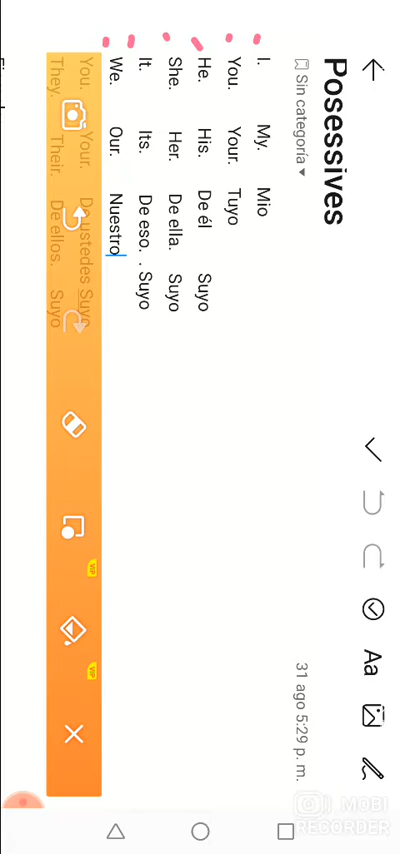 Posessives
Sin categoría
31 ago 5:29 p. m.
I. My. Mio
You. Your. Tuyo
He. His. De él Suyo
She. Her. De ella. Suyo
It. Its. De eso. . Suyo
We. Our. Nuestro
You. Your. De ustedes Suyo
They. Their. De ellos. Suyo
Aa
VIP
VIP
MOBI
RECORDER